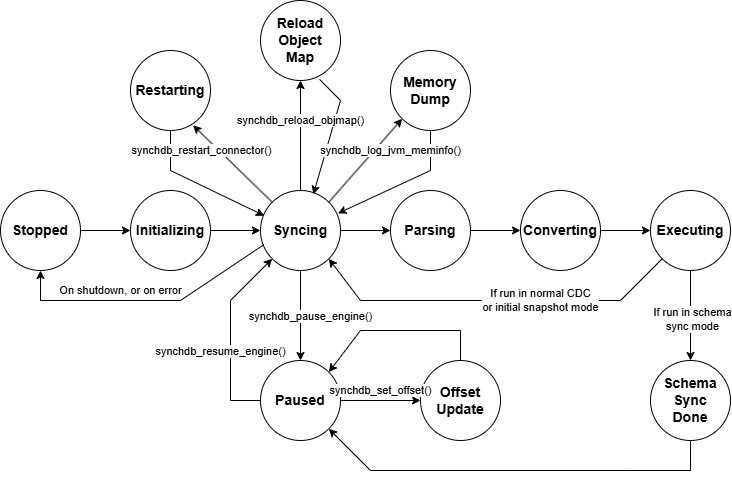 Reload
Object
Map
Restarting
Memory
Dump
synchdb_reload_objmap()
synchdb_restart_connector()
synchdb_log_jvm_meminfo()
Stopped
Initializing
Syncing
Parsing
Converting
Executing
On shutdown, or on error
If run in normal CDC
or initial snapshot mode
If run in schema
sync mode
synchdb_pause_engine()
synchdb_resume_engine()
Paused
synchdb_set_offset()
Offset
Update
Schema
Sync
Done